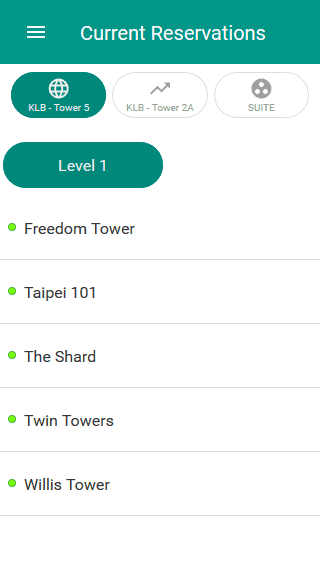 Current Reservations
KLB - Tower 5
KLB - Tower 2A
SUITE
Level 1
Freedom Tower
Taipei 101
The Shard
Twin Towers
Willis Tower